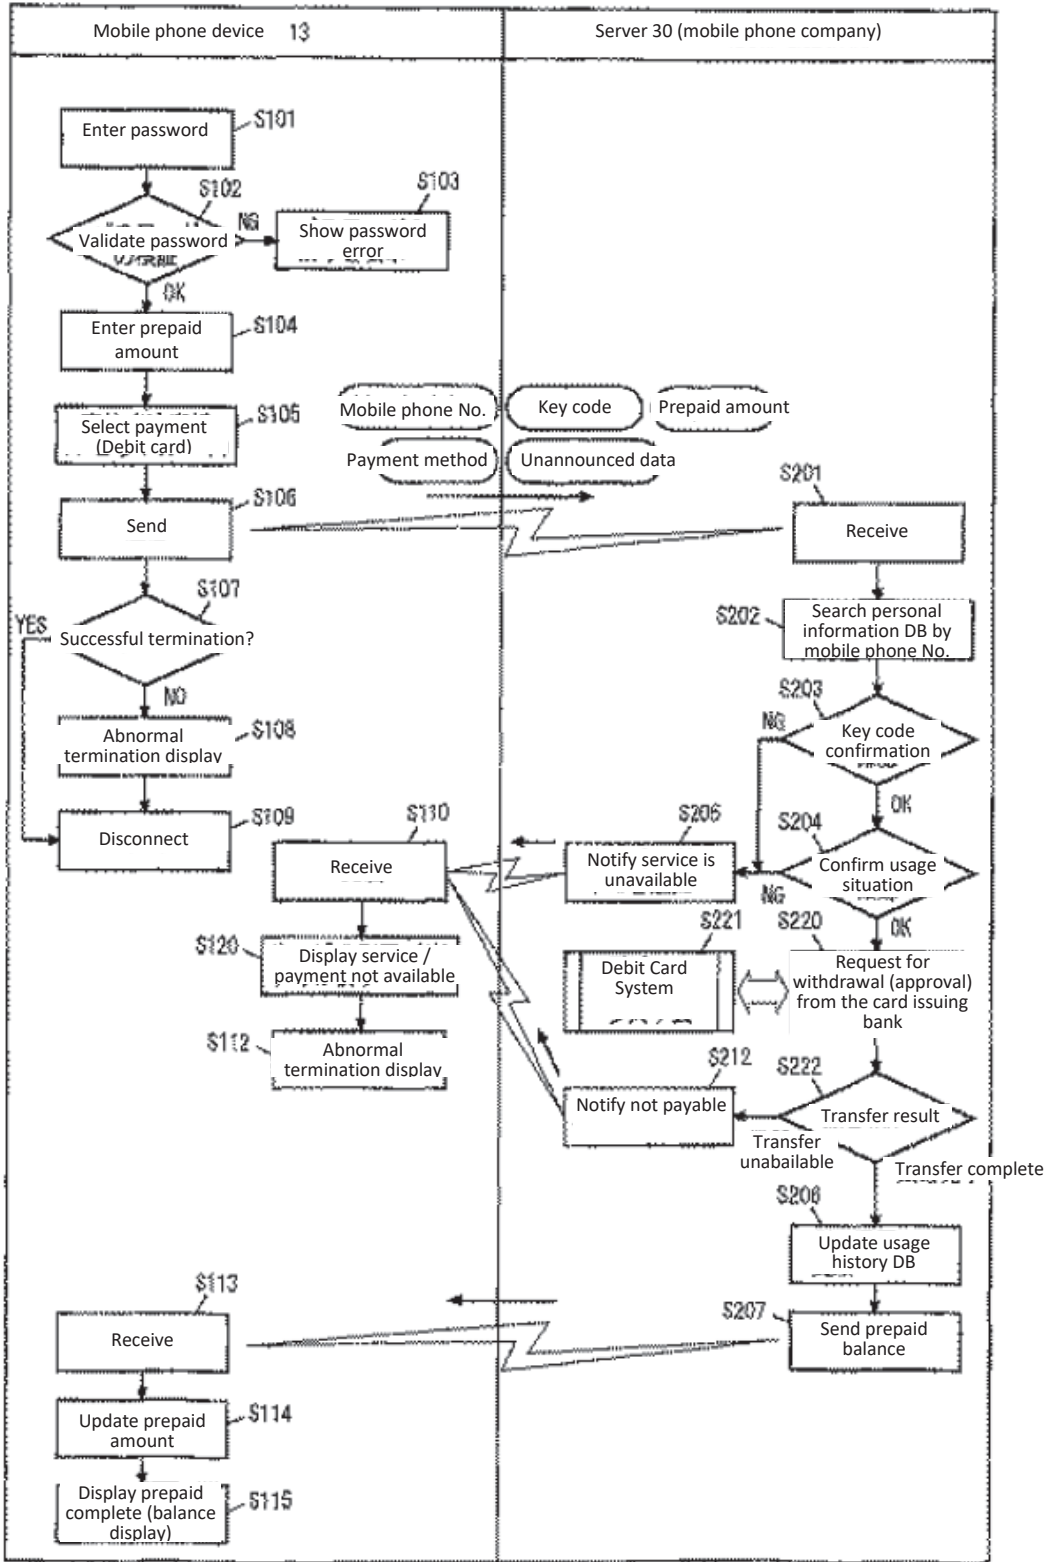 Mobile phone device 13
Server 30 (mobile phone company)
S101
Enter password
S102
Validate password
NG
S103
Show password
error
OK
S104
Enter prepaid
amount
S105
Select payment
(Debit card)
Mobile phone No.
Key code
Prepaid amount
Payment method
Unannounced data
S106
Send
S201
Receive
S107
YES
Successful termination?
NO
S202
Search personal
information DB by
mobile phone No.
S203
NG
Key code
confirmation
OK
S108
Abnormal
termination display
S109
Disconnect
S110
Receive
S205
Notify service is
unavailable
S204
Confirm usage
situation
NG
OK
S120
Display service /
payment not available
S221
Debit Card
System
S220
Request for
withdrawal (approval)
from the card issuing
bank
S112
Abnormal
termination display
S212
Notify not payable
S222
Transfer result
Transfer
unabailable
Transfer complete
S206
Update usage
history DB
S113
Receive
S207
Send prepaid
balance
S114
Update prepaid
amount
S115
Display prepaid
complete (balance
display)